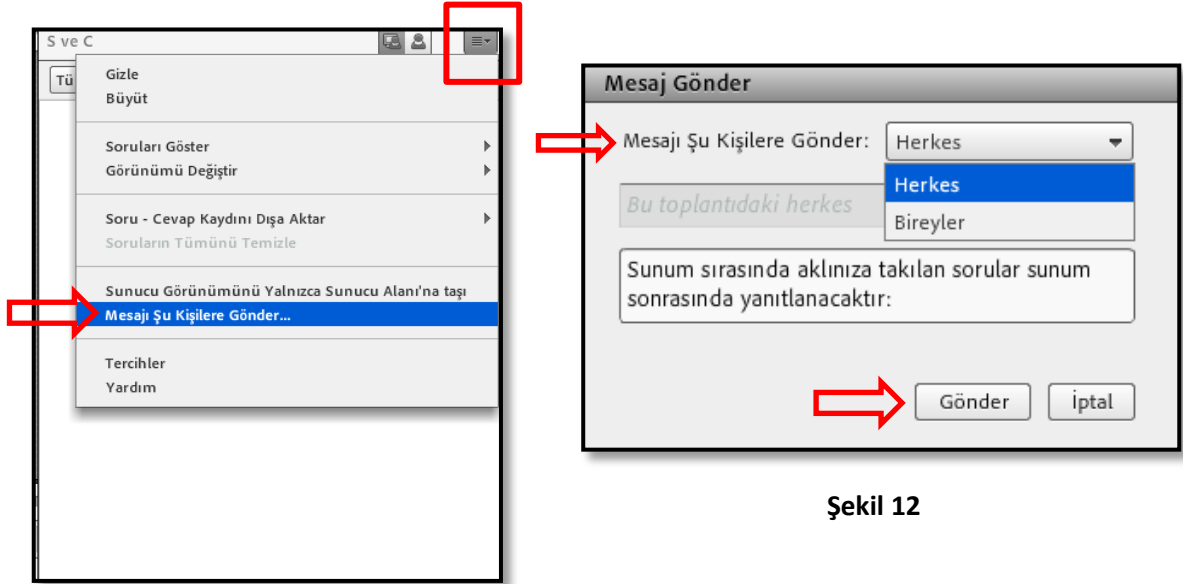 S ve C
Tü
Gizle
Büyüt
Soruları Göster
Görünümü Değiştir
Soru - Cevap Kaydını Dışa Aktar
Soruların Tümünü Temizle
Sunucu Görünümünü Yalnızca Sunucu Alanı'na taşı
Mesajı Şu Kişilere Gönder...
Tercihler
Yardım
Mesaj Gönder
Mesajı Şu Kişilere Gönder: Herkes
Herkes
Bu toplantıdaki herkes
Bireyler
Sunum sırasında aklınıza takılan sorular sunum
sonrasında yanıtlanacaktır:
Gönder İptal
Şekil 12